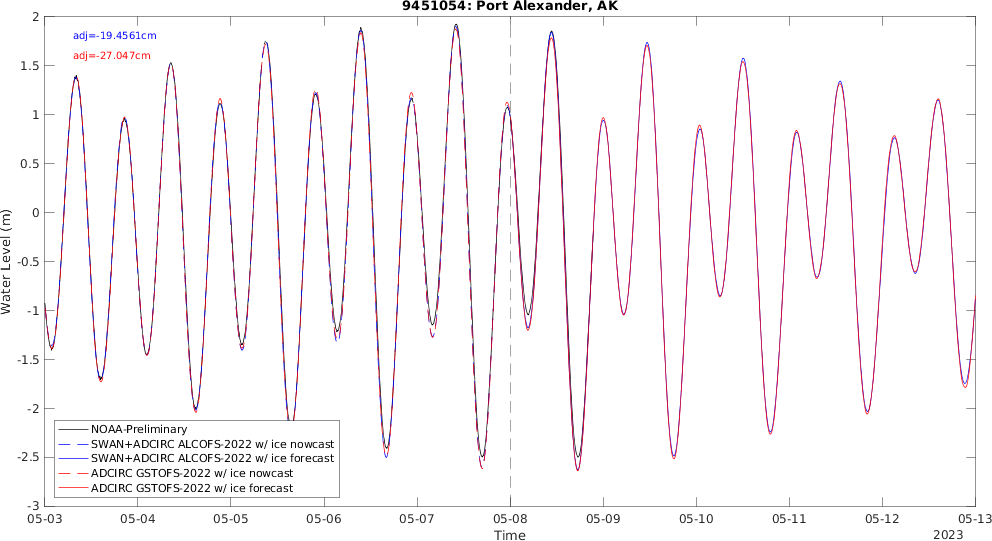 9451054: Port Alexander, AK
adj=-19.4561cm
adj=-27.047cm
Water Level (m)
2
1.5
1
0.5
0
-0.5
-1
-1.5
-2
-2.5
-3
NOAA-Preliminary
SWAN+ADCIRC ALCOFS-2022 w/ ice nowcast
SWAN+ADCIRC ALCOFS-2022 w/ ice forecast
ADCIRC GSTOFS-2022 w/ ice nowcast
ADCIRC GSTOFS-2022 w/ ice forecast
05-03 05-04 05-05 05-06 05-07 05-08 05-09 05-10 05-11 05-12 05-13
Time
2023